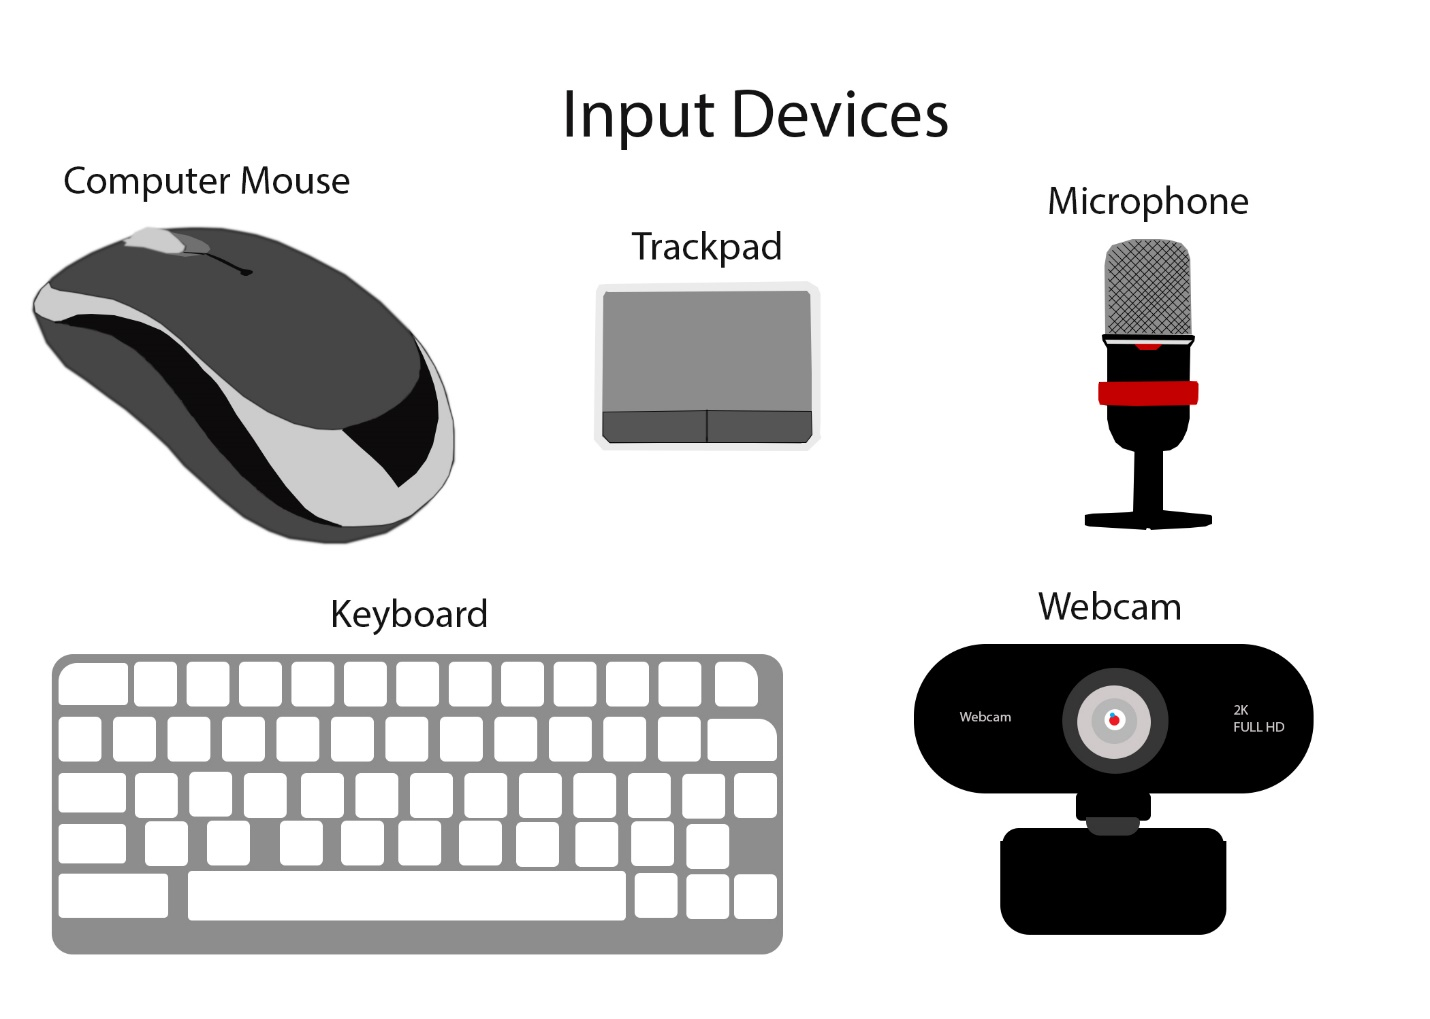 Input Devices
Computer Mouse
Trackpad
Microphone
Keyboard
Webcam
Webcam
2K
FULL HD